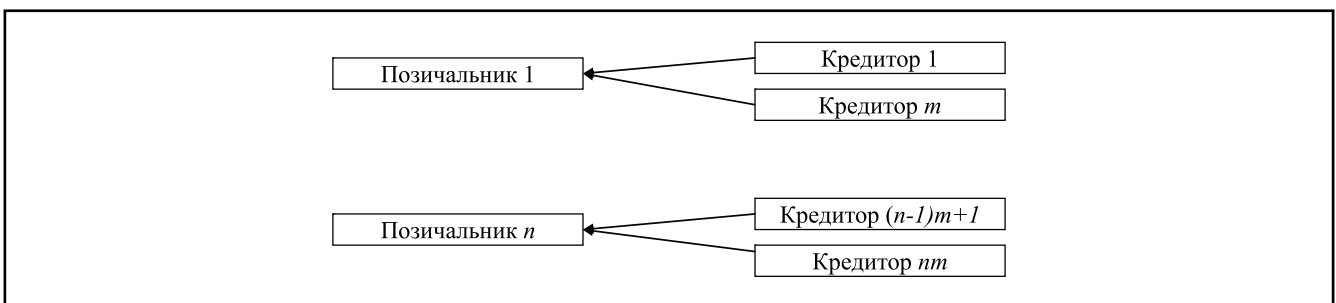 Позичальник 1
Кредитор 1
Кредитор m
Позичальник n
Кредитор (n-1)m+1
Кредитор nm